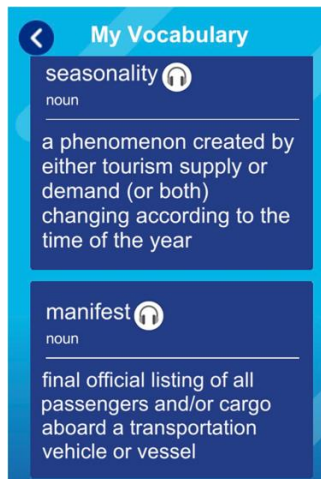 My Vocabulary
seasonality
noun
a phenomenon created by
either tourism supply or
demand (or both)
changing according to the
time of the year
manifest
noun
final official listing of all
passengers and/or cargo
aboard a transportation
vehicle or vessel